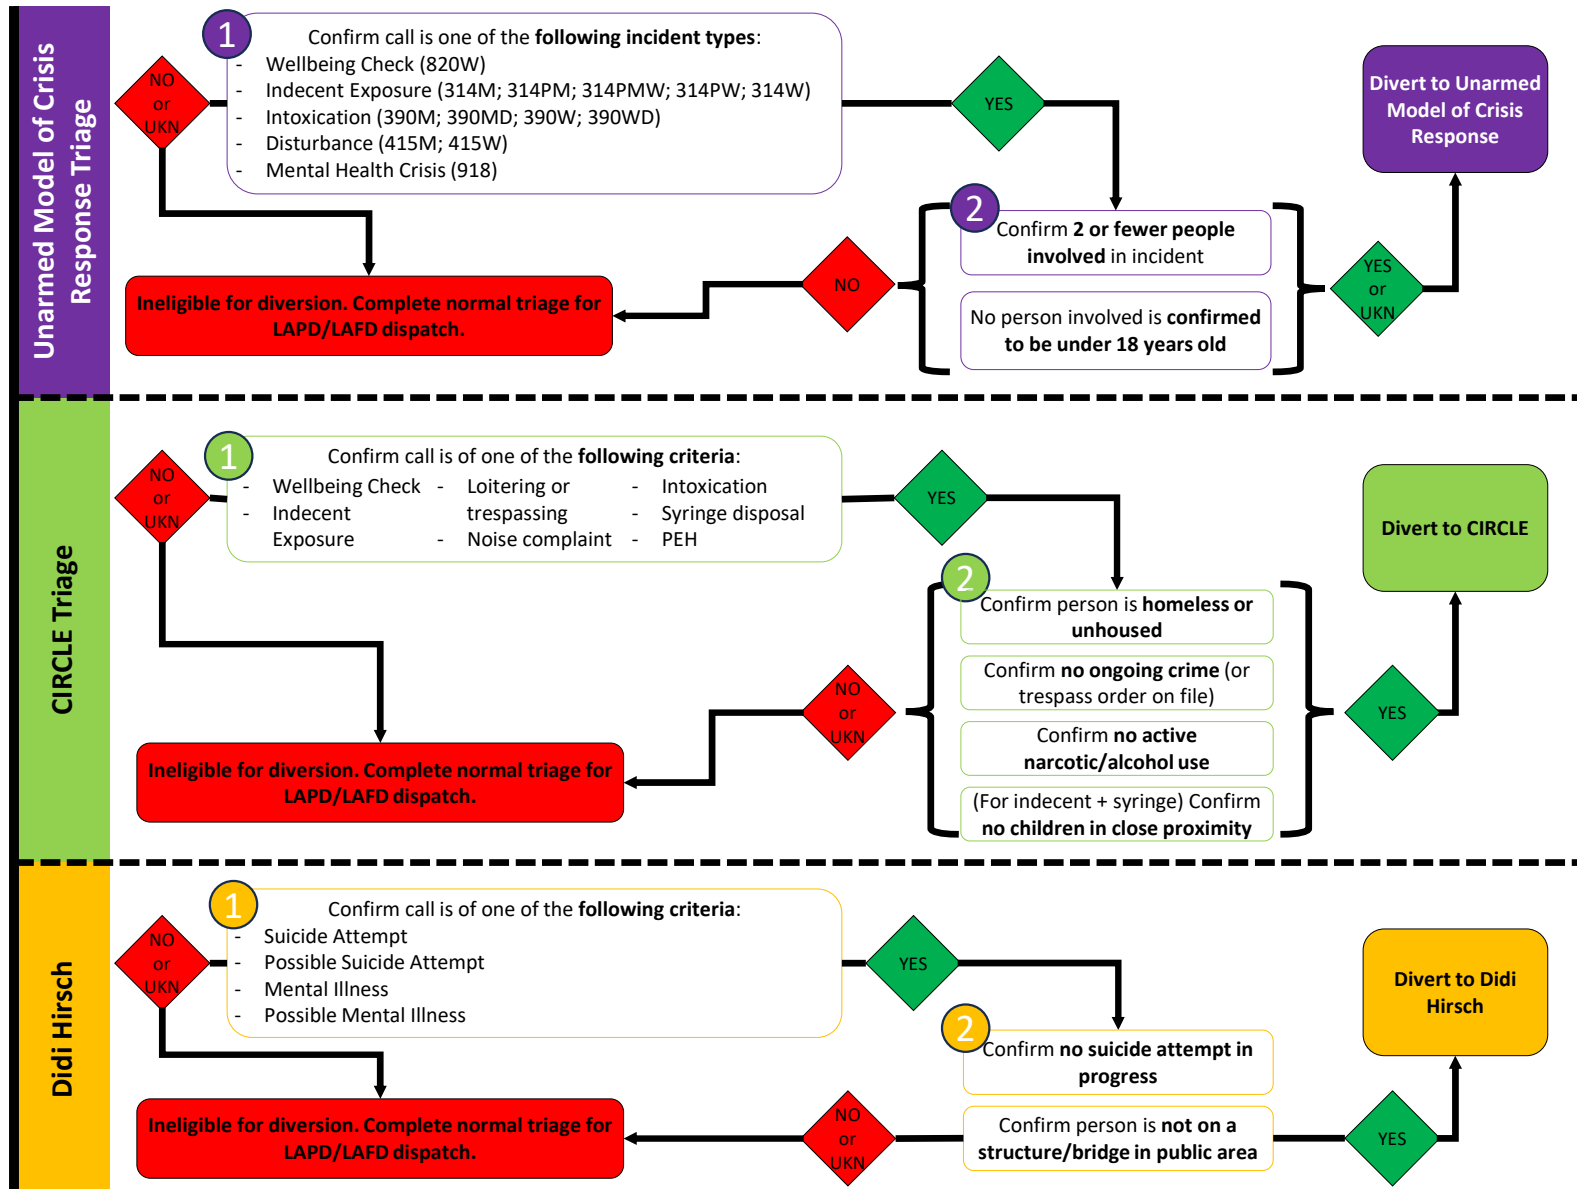 Unarmed Model of Crisis
Response Triage
1
Confirm call is one of the following incident types:
- Wellbeing Check (820W)
- Indecent Exposure (314M; 314PM; 314PMW; 314PW; 314W)
- Intoxication (390M; 390MD; 390W; 390WD)
- Disturbance (415M; 415W)
- Mental Health Crisis (918)
NO
or
UKN
YES
Divert to Unarmed
Model of Crisis
Response
2
Confirm 2 or fewer people
involved in incident
No person involved is confirmed
to be under 18 years old
NO
YES
or
UKN
Ineligible for diversion. Complete normal triage for
LAPD/LAFD dispatch.
CIRCLE Triage
1
Confirm call is of one of the following criteria:
- Wellbeing Check
- Indecent
Exposure
- Loitering or
trespassing
- Noise complaint
- Intoxication
- Syringe disposal
- PEH
NO
or
UKN
YES
Divert to CIRCLE
2
Confirm person is homeless or
unhoused
Confirm no ongoing crime (or
trespass order on file)
Confirm no active
narcotic/alcohol use
(For indecent + syringe) Confirm
no children in close proximity
NO
or
UKN
YES
Ineligible for diversion. Complete normal triage for
LAPD/LAFD dispatch.
Didi Hirsch
1
Confirm call is of one of the following criteria:
- Suicide Attempt
- Possible Suicide Attempt
- Mental Illness
- Possible Mental Illness
NO
or
UKN
YES
Divert to Didi
Hirsch
2
Confirm no suicide attempt in
progress
Confirm person is not on a
structure/bridge in public area
NO
or
UKN
YES
Ineligible for diversion. Complete normal triage for
LAPD/LAFD dispatch.